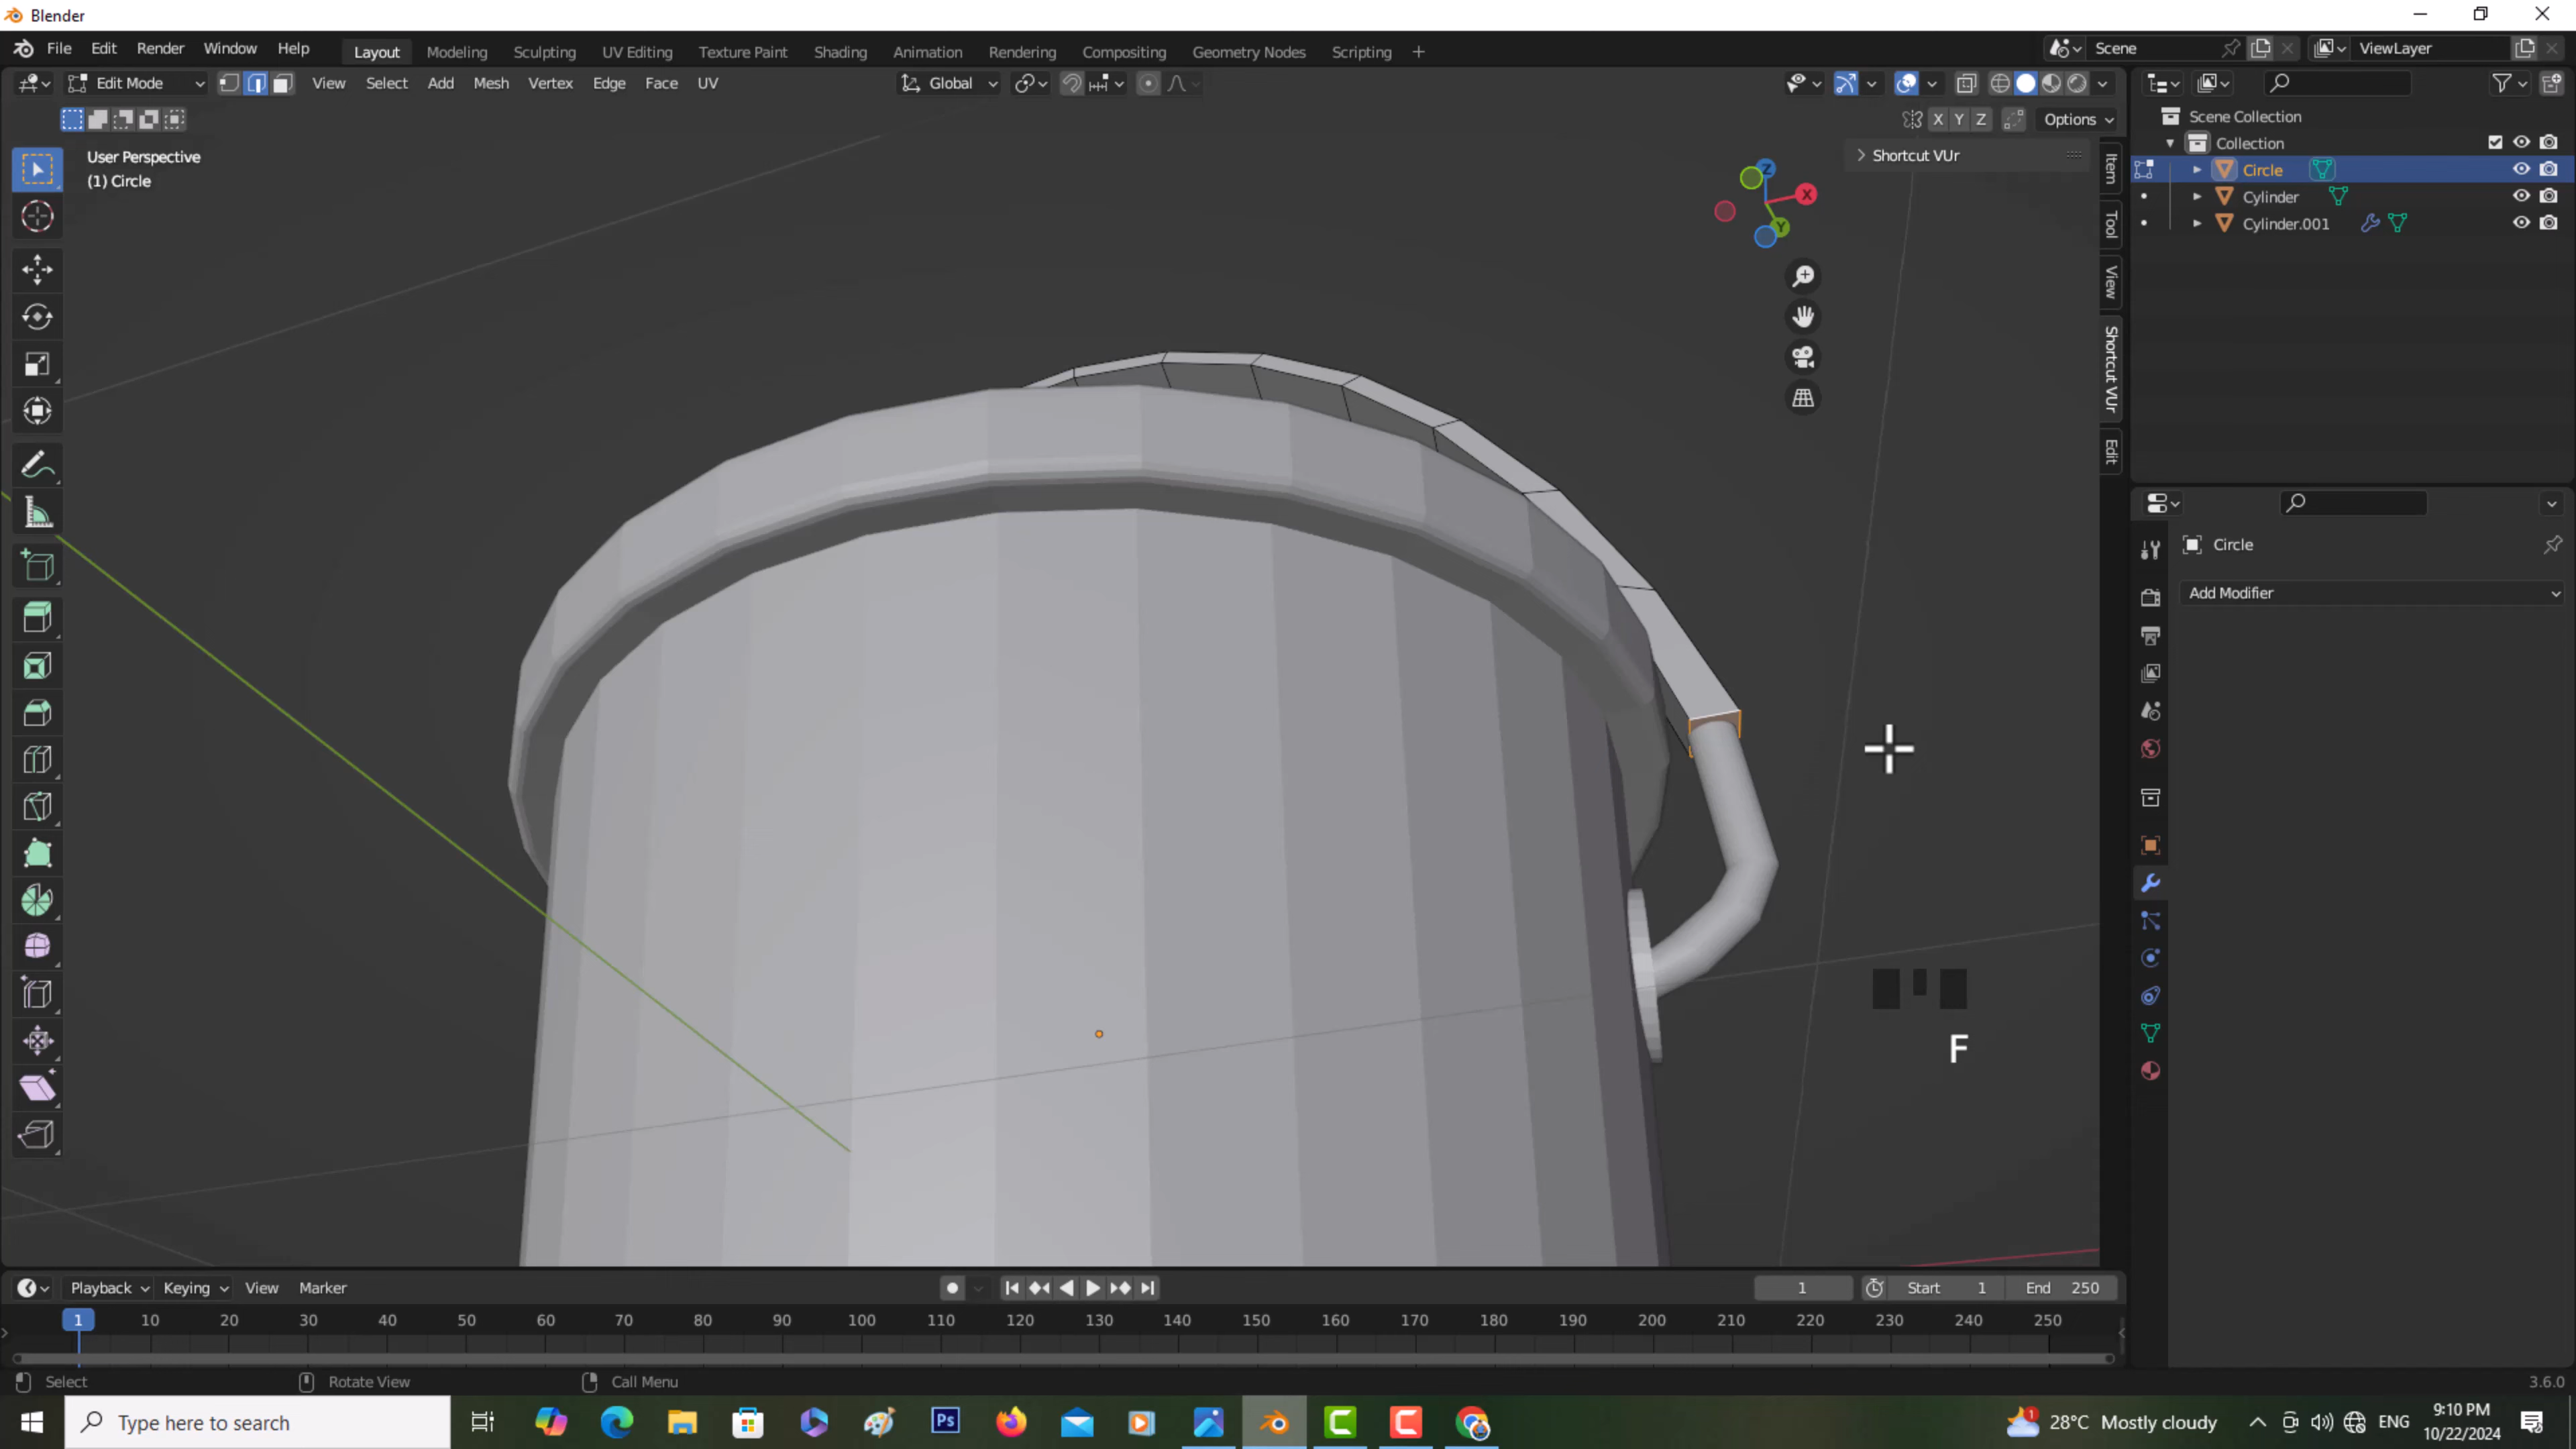 Blender
File Edit Render Window Help Layout Modeling Sculpting UV Editing Texture Paint Shading Animation Rendering Compositing Geometry Nodes Scripting + Scene ViewLayer
Edit Mode View Select Add Mesh Vertex Edge Face UV Global
X Y Z Options
User Perspective
(1) Circle
Shortcut VUr
Z
X
Y
Item
Tool
View
Shortcut VUr
Edit
Scene Collection
Collection
Circle
Cylinder
Cylinder.001
Circle
Add Modifier
F
Playback Keying View Marker 1 Start 1 End 250
1 10 20 30 40 50 60 70 80 90 100 110 120 130 140 150 160 170 180 190 200 210 220 230 240 250
Select Rotate View Call Menu 3.6.0
Type here to search
Ps
1
28°C Mostly cloudy
ENG
9:10 PM
10/22/2024